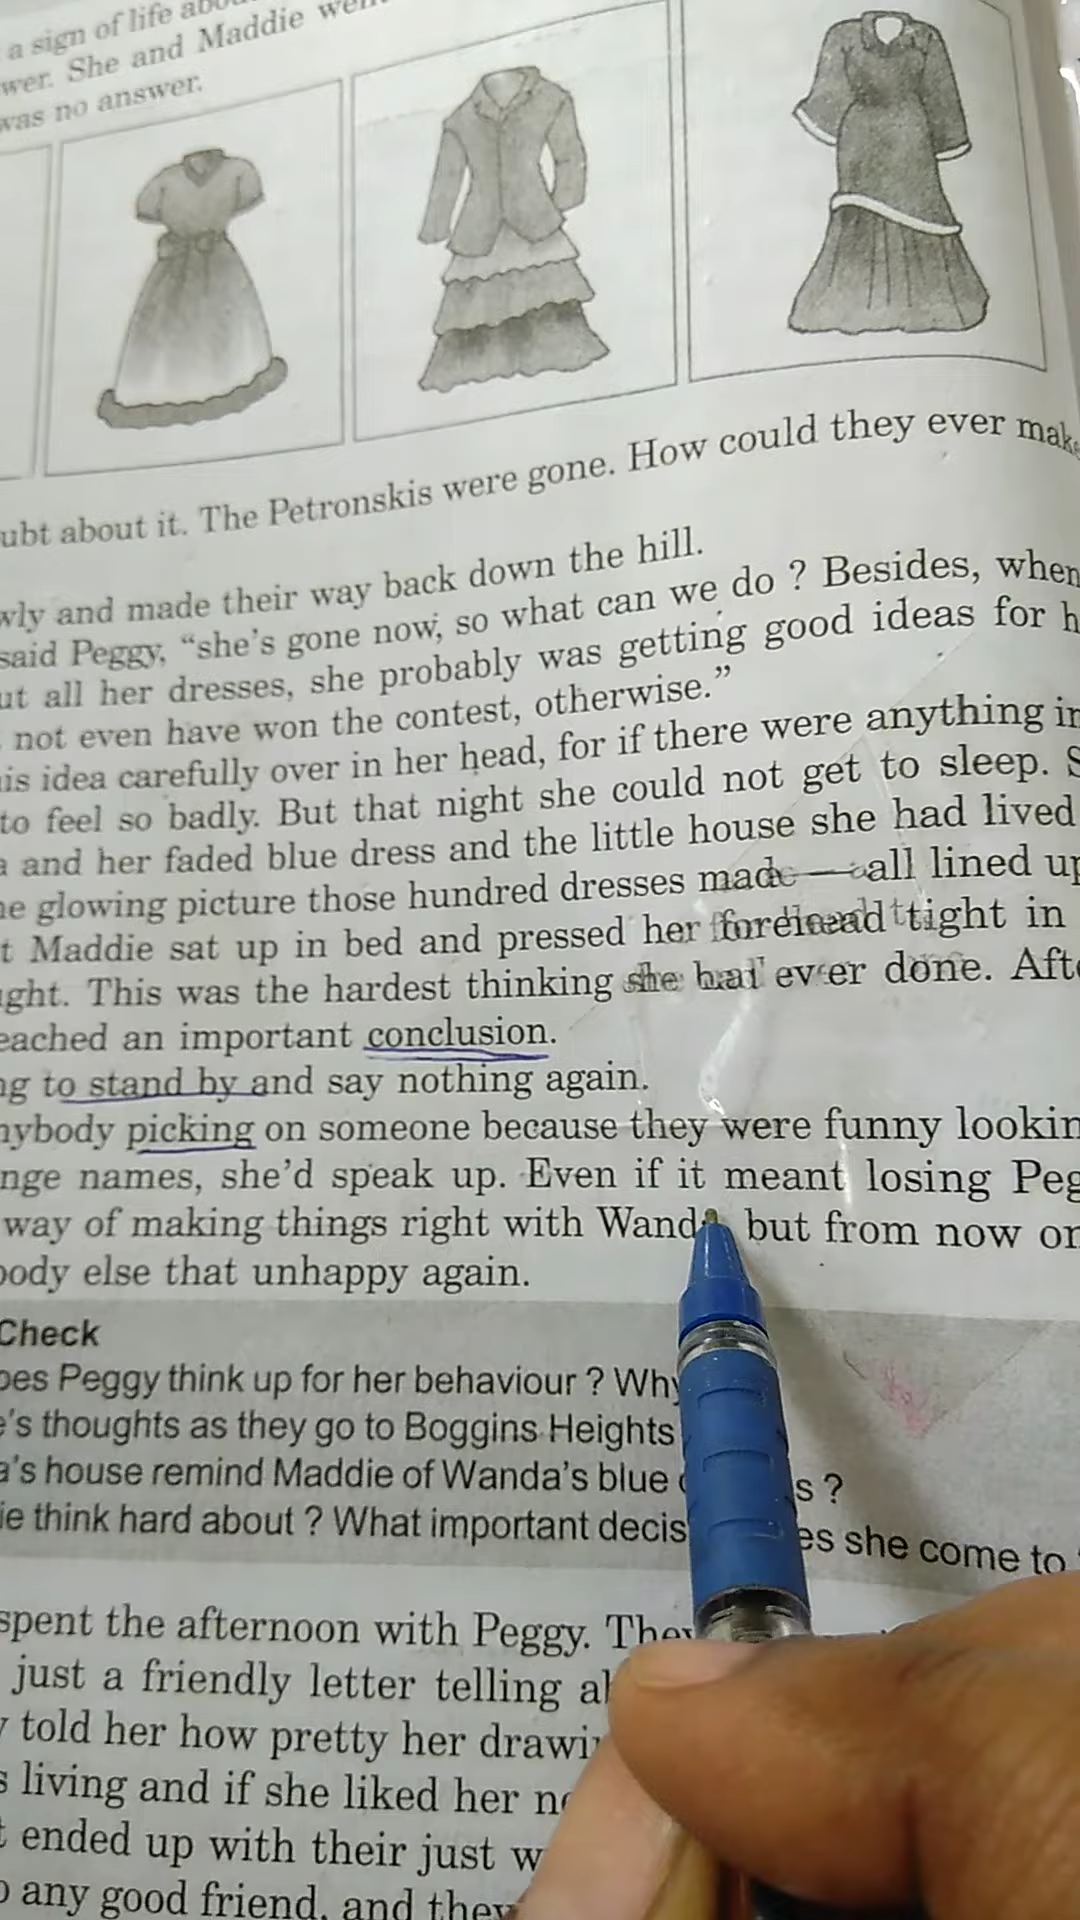 a sign of life
wer. She and Maddie
was no answer.
ubt about it. The Petronskis were gone. How could they ever mak
wly and made their way back down the hill.
said Peggy, “she’s gone now, so what can we do ? Besides, when
ut all her dresses, she probably was getting good ideas for h
not even have won the contest, otherwise.”
is idea carefully over in her head, for if there were anything in
to feel so badly. But that night she could not get to sleep. S
a and her faded blue dress and the little house she had lived
he glowing picture those hundred dresses made — all lined up
t Maddie sat up in bed and pressed her forehead tight in
ught. This was the hardest thinking she had ever done. Afte
eached an important conclusion.
ng to stand by and say nothing again.
nybody picking on someone because they were funny lookin
nge names, she’d speak up. Even if it meant losing Peg
way of making things right with Wand but from now on
body else that unhappy again.
Check
oes Peggy think up for her behaviour ? Why
e’s thoughts as they go to Boggins Heights
a’s house remind Maddie of Wanda’s blue s ?
ie think hard about ? What important decis es she come to
spent the afternoon with Peggy. They
just a friendly letter telling ab
y told her how pretty her drawi
s living and if she liked her ne
t ended up with their just w
o any good friend, and they